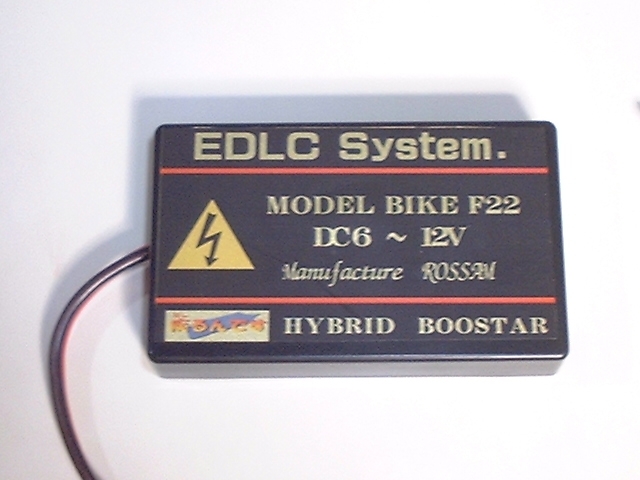 EDLC System.
MODEL BIKE F22
DC6 ~ 12V
Manufacture ROSSAM
HYBRID BOOSTAR